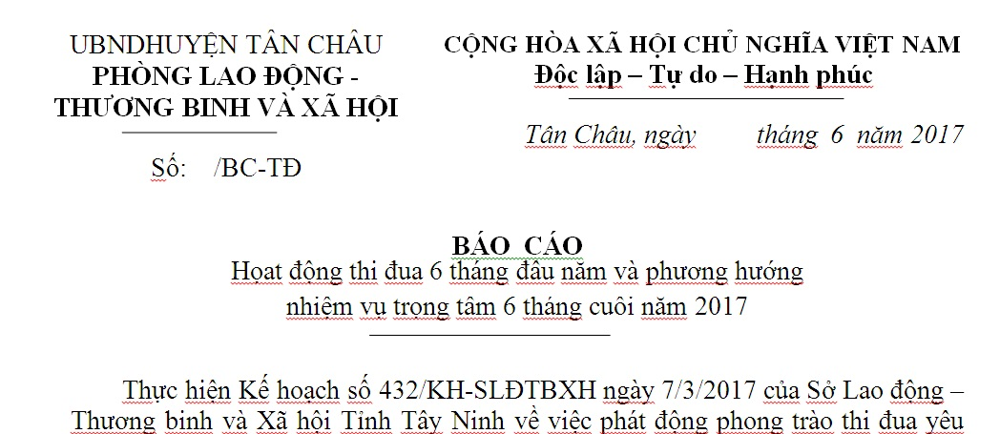 UBNDHUYỆN TÂN CHÂU
PHÒNG LAO ĐỘNG -
THƯƠNG BINH VÀ XÃ HỘI
Số: /BC-TĐ
CỘNG HÒA XÃ HỘI CHỦ NGHĨA VIỆT NAM
Độc lập – Tự do – Hạnh phúc
Tân Châu, ngày tháng 6 năm 2017
BÁO CÁO
Họat động thi đua 6 tháng đầu năm và phương hướng
nhiệm vụ trọng tâm 6 tháng cuối năm 2017
Thực hiện Kế hoạch số 432/KH-SLĐTBXH ngày 7/3/2017 của Sở Lao động –
Thương binh và Xã hội Tỉnh Tây Ninh về việc phát động phong trào thi đua yêu